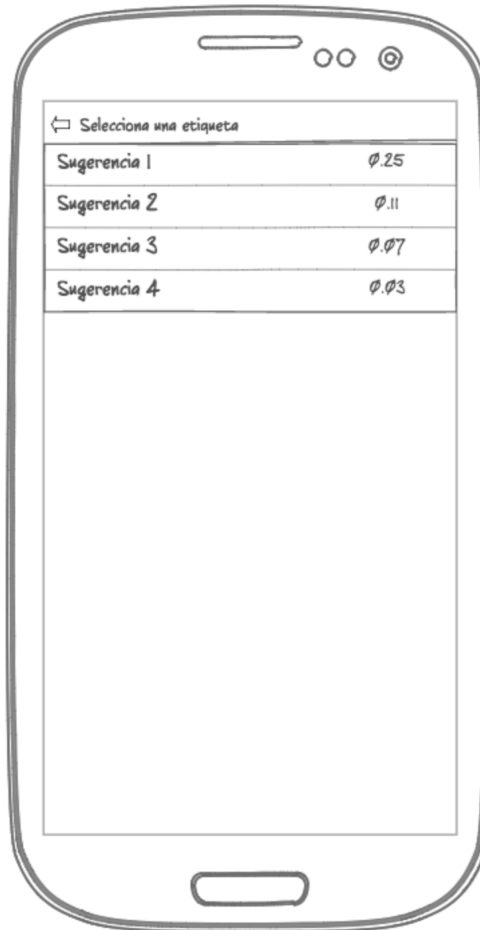 Selecciona una etiqueta
Sugerencia 1 0.25
Sugerencia 2 0.11
Sugerencia 3 0.07
Sugerencia 4 0.03